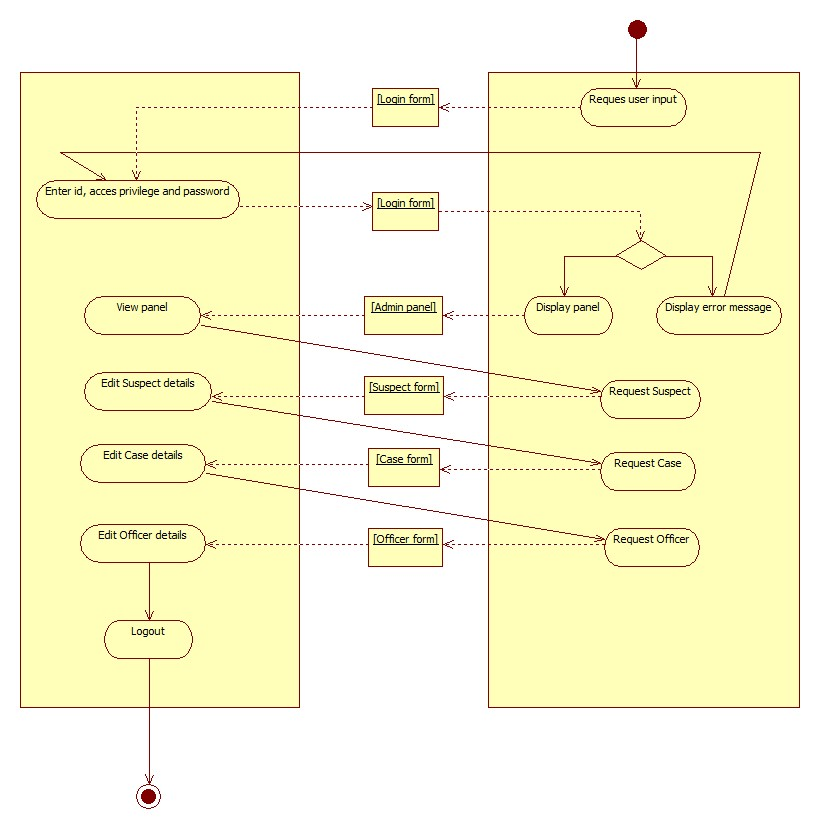 [Login form]
Reques user input
Enter id, acces privilege and password
[Login form]
View panel
[Admin panel]
Display panel
Display error message
Edit Suspect details
[Suspect form]
Request Suspect
Edit Case details
[Case form]
Request Case
Edit Officer details
[Officer form]
Request Officer
Logout